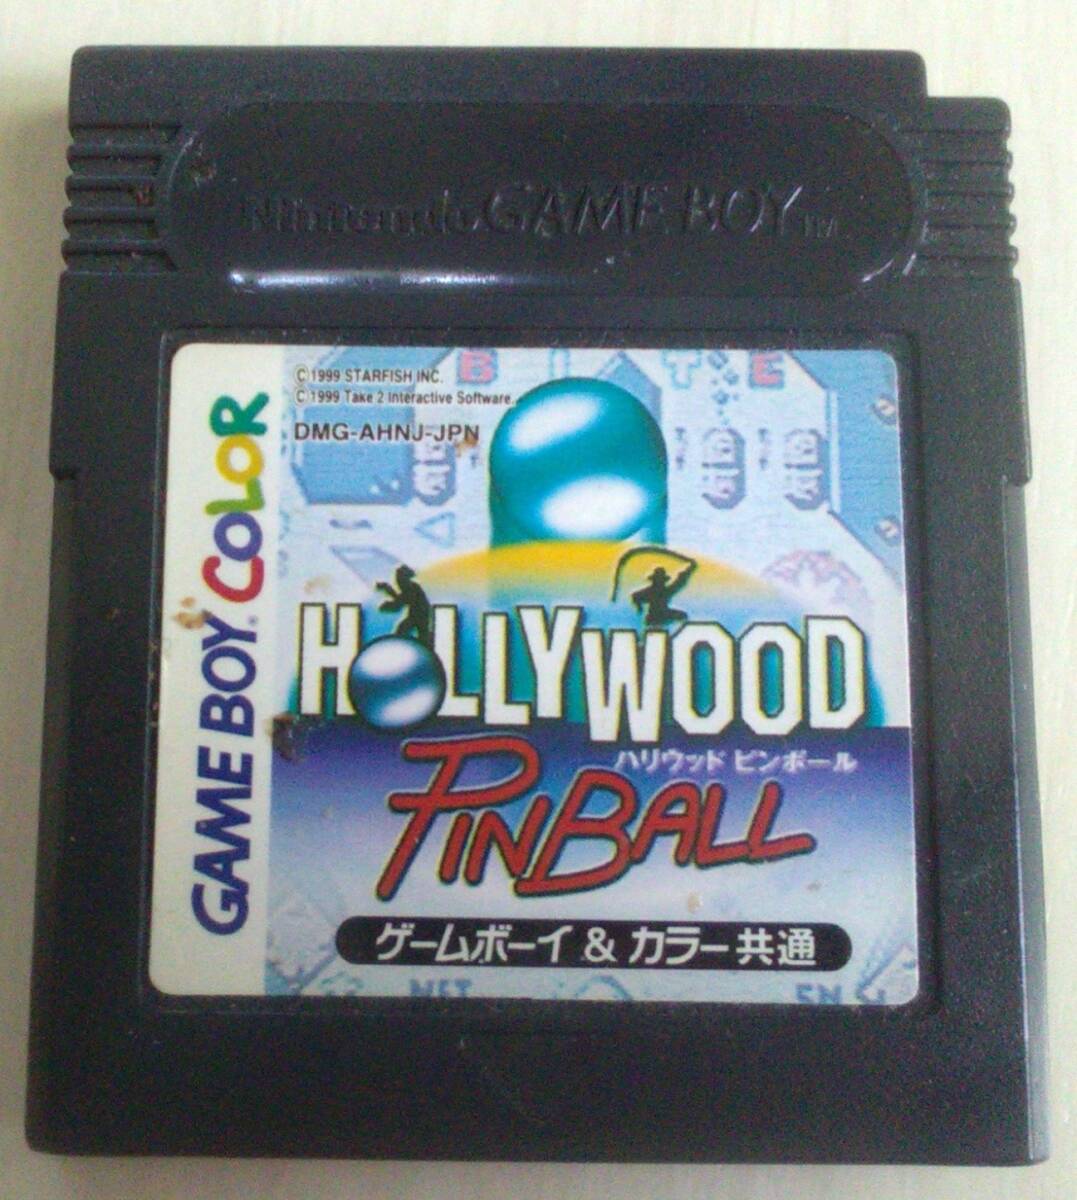 Nintendo GAME BOY™
© 1999 STARFISH INC.
© 1999 Take 2 Interactive Software.
DMG-AHNJ-JPN
B I T E
GAME BOY COLOR
HOLLYWOOD
ハリウッド ピンボール
PINBALL
ゲームボーイ & カラー 共通